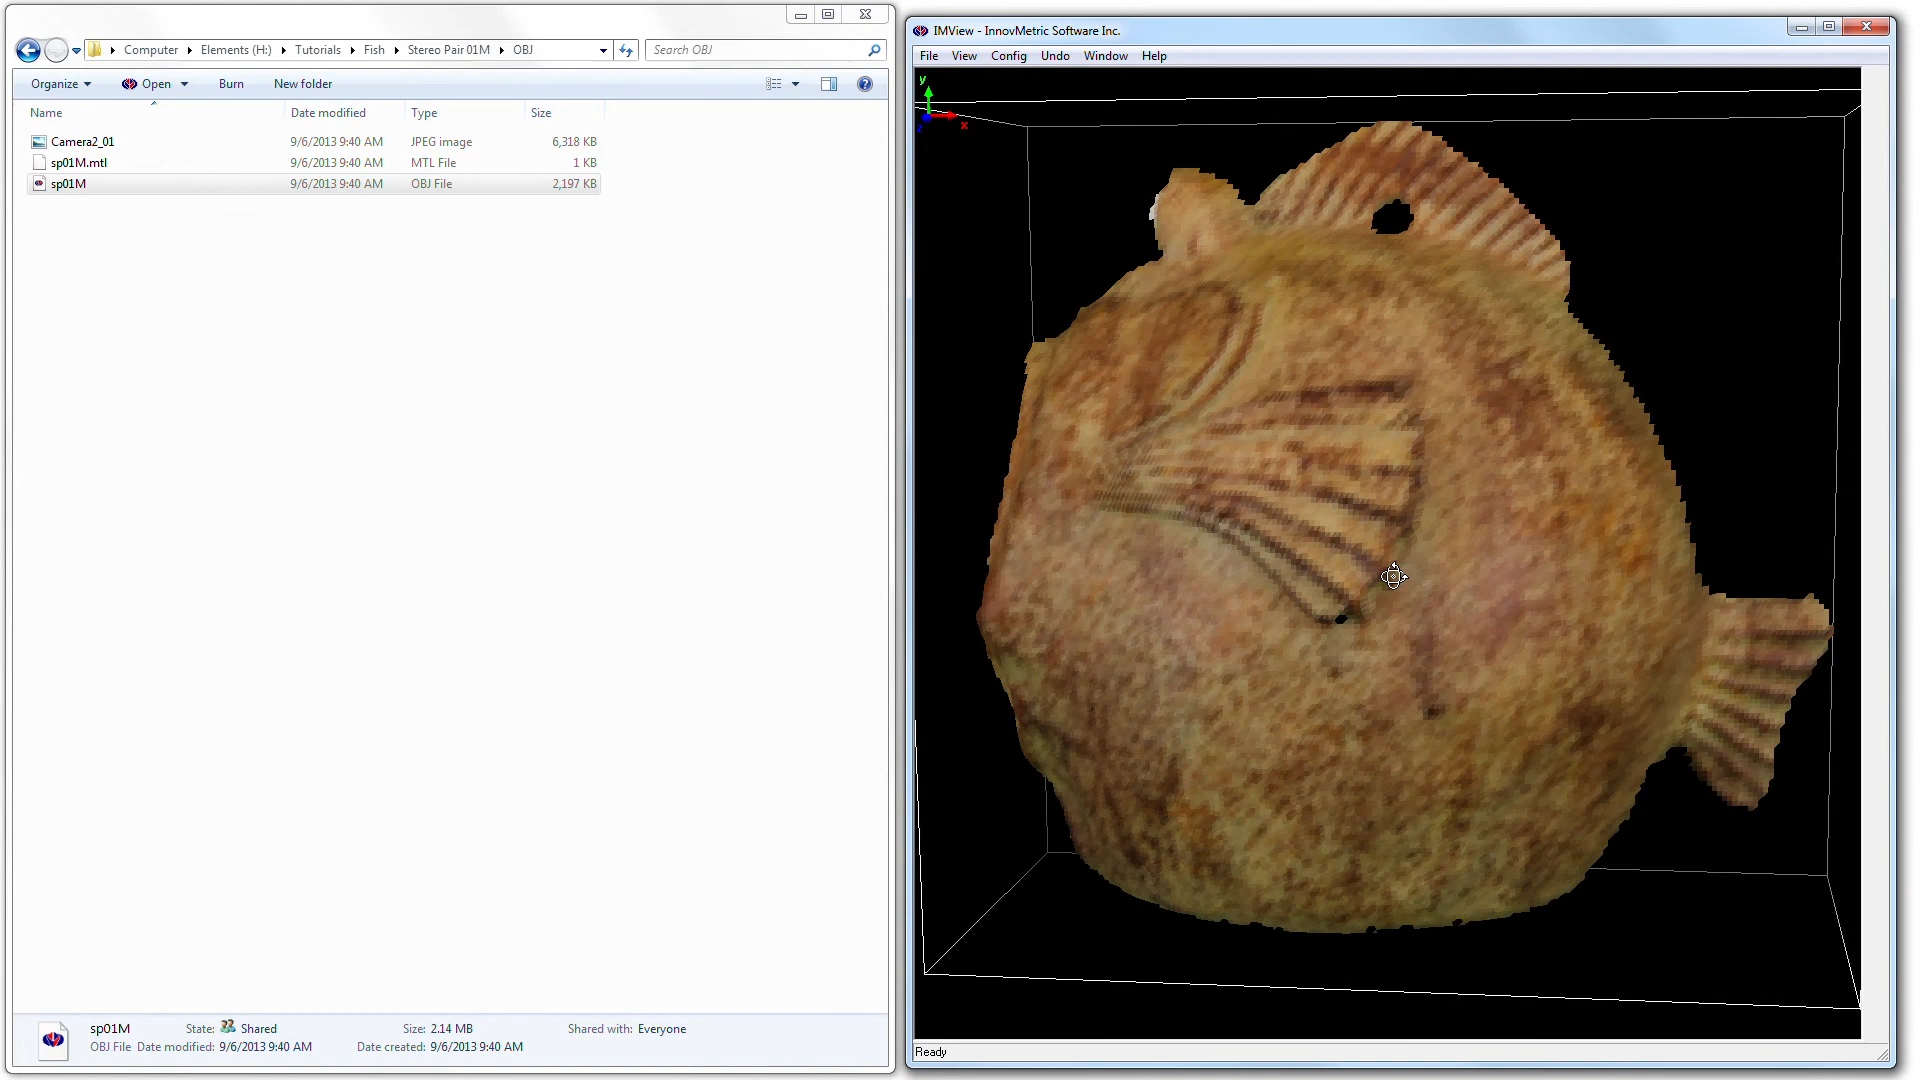 Computer Elements (H:) Tutorials Fish Stereo Pair 01M OBJ Search OBJ
Organize Open Burn New folder
Name Date modified Type Size
Camera2_01 9/6/2013 9:40 AM JPEG image 6,318 KB
sp01M.mtl 9/6/2013 9:40 AM MTL File 1 KB
sp01M 9/6/2013 9:40 AM OBJ File 2,197 KB
sp01M State: Shared Size: 2.14 MB Shared with: Everyone
OBJ File Date modified: 9/6/2013 9:40 AM Date created: 9/6/2013 9:40 AM
IMView - InnovMetric Software Inc.
File View Config Undo Window Help
y
z x
Ready